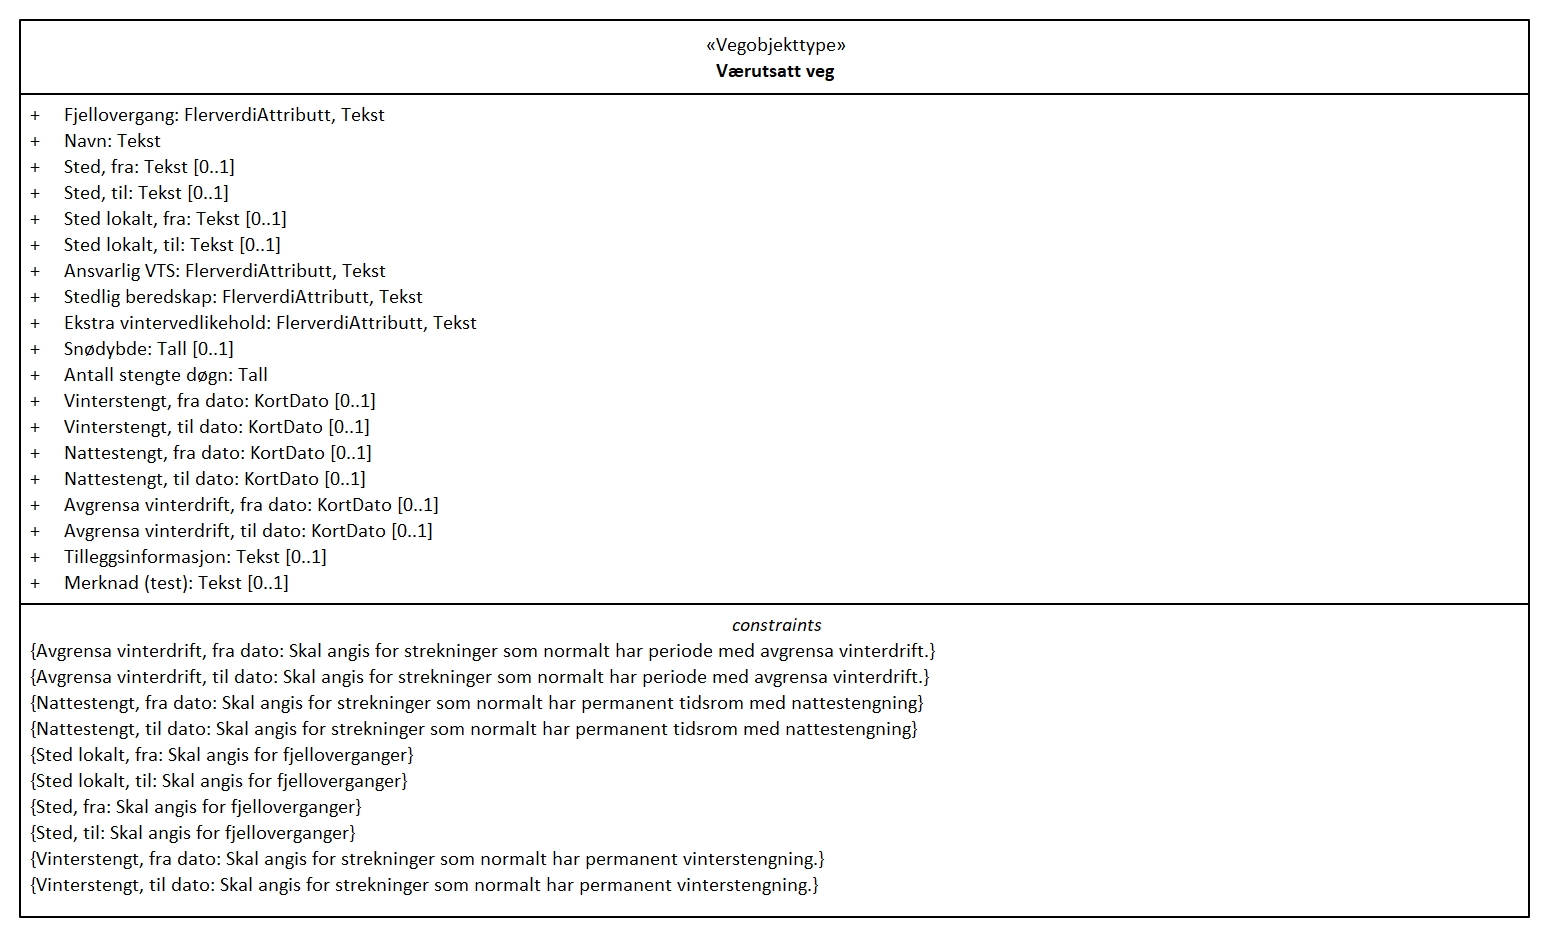 «Vegobjekttype»
Værutsatt veg
+ Fjellovergang: FlerverdiAttributt, Tekst
+ Navn: Tekst
+ Sted, fra: Tekst [0..1]
+ Sted, til: Tekst [0..1]
+ Sted lokalt, fra: Tekst [0..1]
+ Sted lokalt, til: Tekst [0..1]
+ Ansvarlig VTS: FlerverdiAttributt, Tekst
+ Stedlig beredskap: FlerverdiAttributt, Tekst
+ Ekstra vintervedlikehold: FlerverdiAttributt, Tekst
+ Snødybde: Tall [0..1]
+ Antall stengte døgn: Tall
+ Vinterstengt, fra dato: KortDato [0..1]
+ Vinterstengt, til dato: KortDato [0..1]
+ Nattestengt, fra dato: KortDato [0..1]
+ Nattestengt, til dato: KortDato [0..1]
+ Avgrensa vinterdrift, fra dato: KortDato [0..1]
+ Avgrensa vinterdrift, til dato: KortDato [0..1]
+ Tilleggsinformasjon: Tekst [0..1]
+ Merknad (test): Tekst [0..1]
constraints
{Avgrensa vinterdrift, fra dato: Skal angis for strekninger som normalt har periode med avgrensa vinterdrift.}
{Avgrensa vinterdrift, til dato: Skal angis for strekninger som normalt har periode med avgrensa vinterdrift.}
{Nattestengt, fra dato: Skal angis for strekninger som normalt har permanent tidsrom med nattestengning}
{Nattestengt, til dato: Skal angis for strekninger som normalt har permanent tidsrom med nattestengning}
{Sted lokalt, fra: Skal angis for fjelloverganger}
{Sted lokalt, til: Skal angis for fjelloverganger}
{Sted, fra: Skal angis for fjelloverganger}
{Sted, til: Skal angis for fjelloverganger}
{Vinterstengt, fra dato: Skal angis for strekninger som normalt har permanent vinterstengning.}
{Vinterstengt, til dato: Skal angis for strekninger som normalt har permanent vinterstengning.}